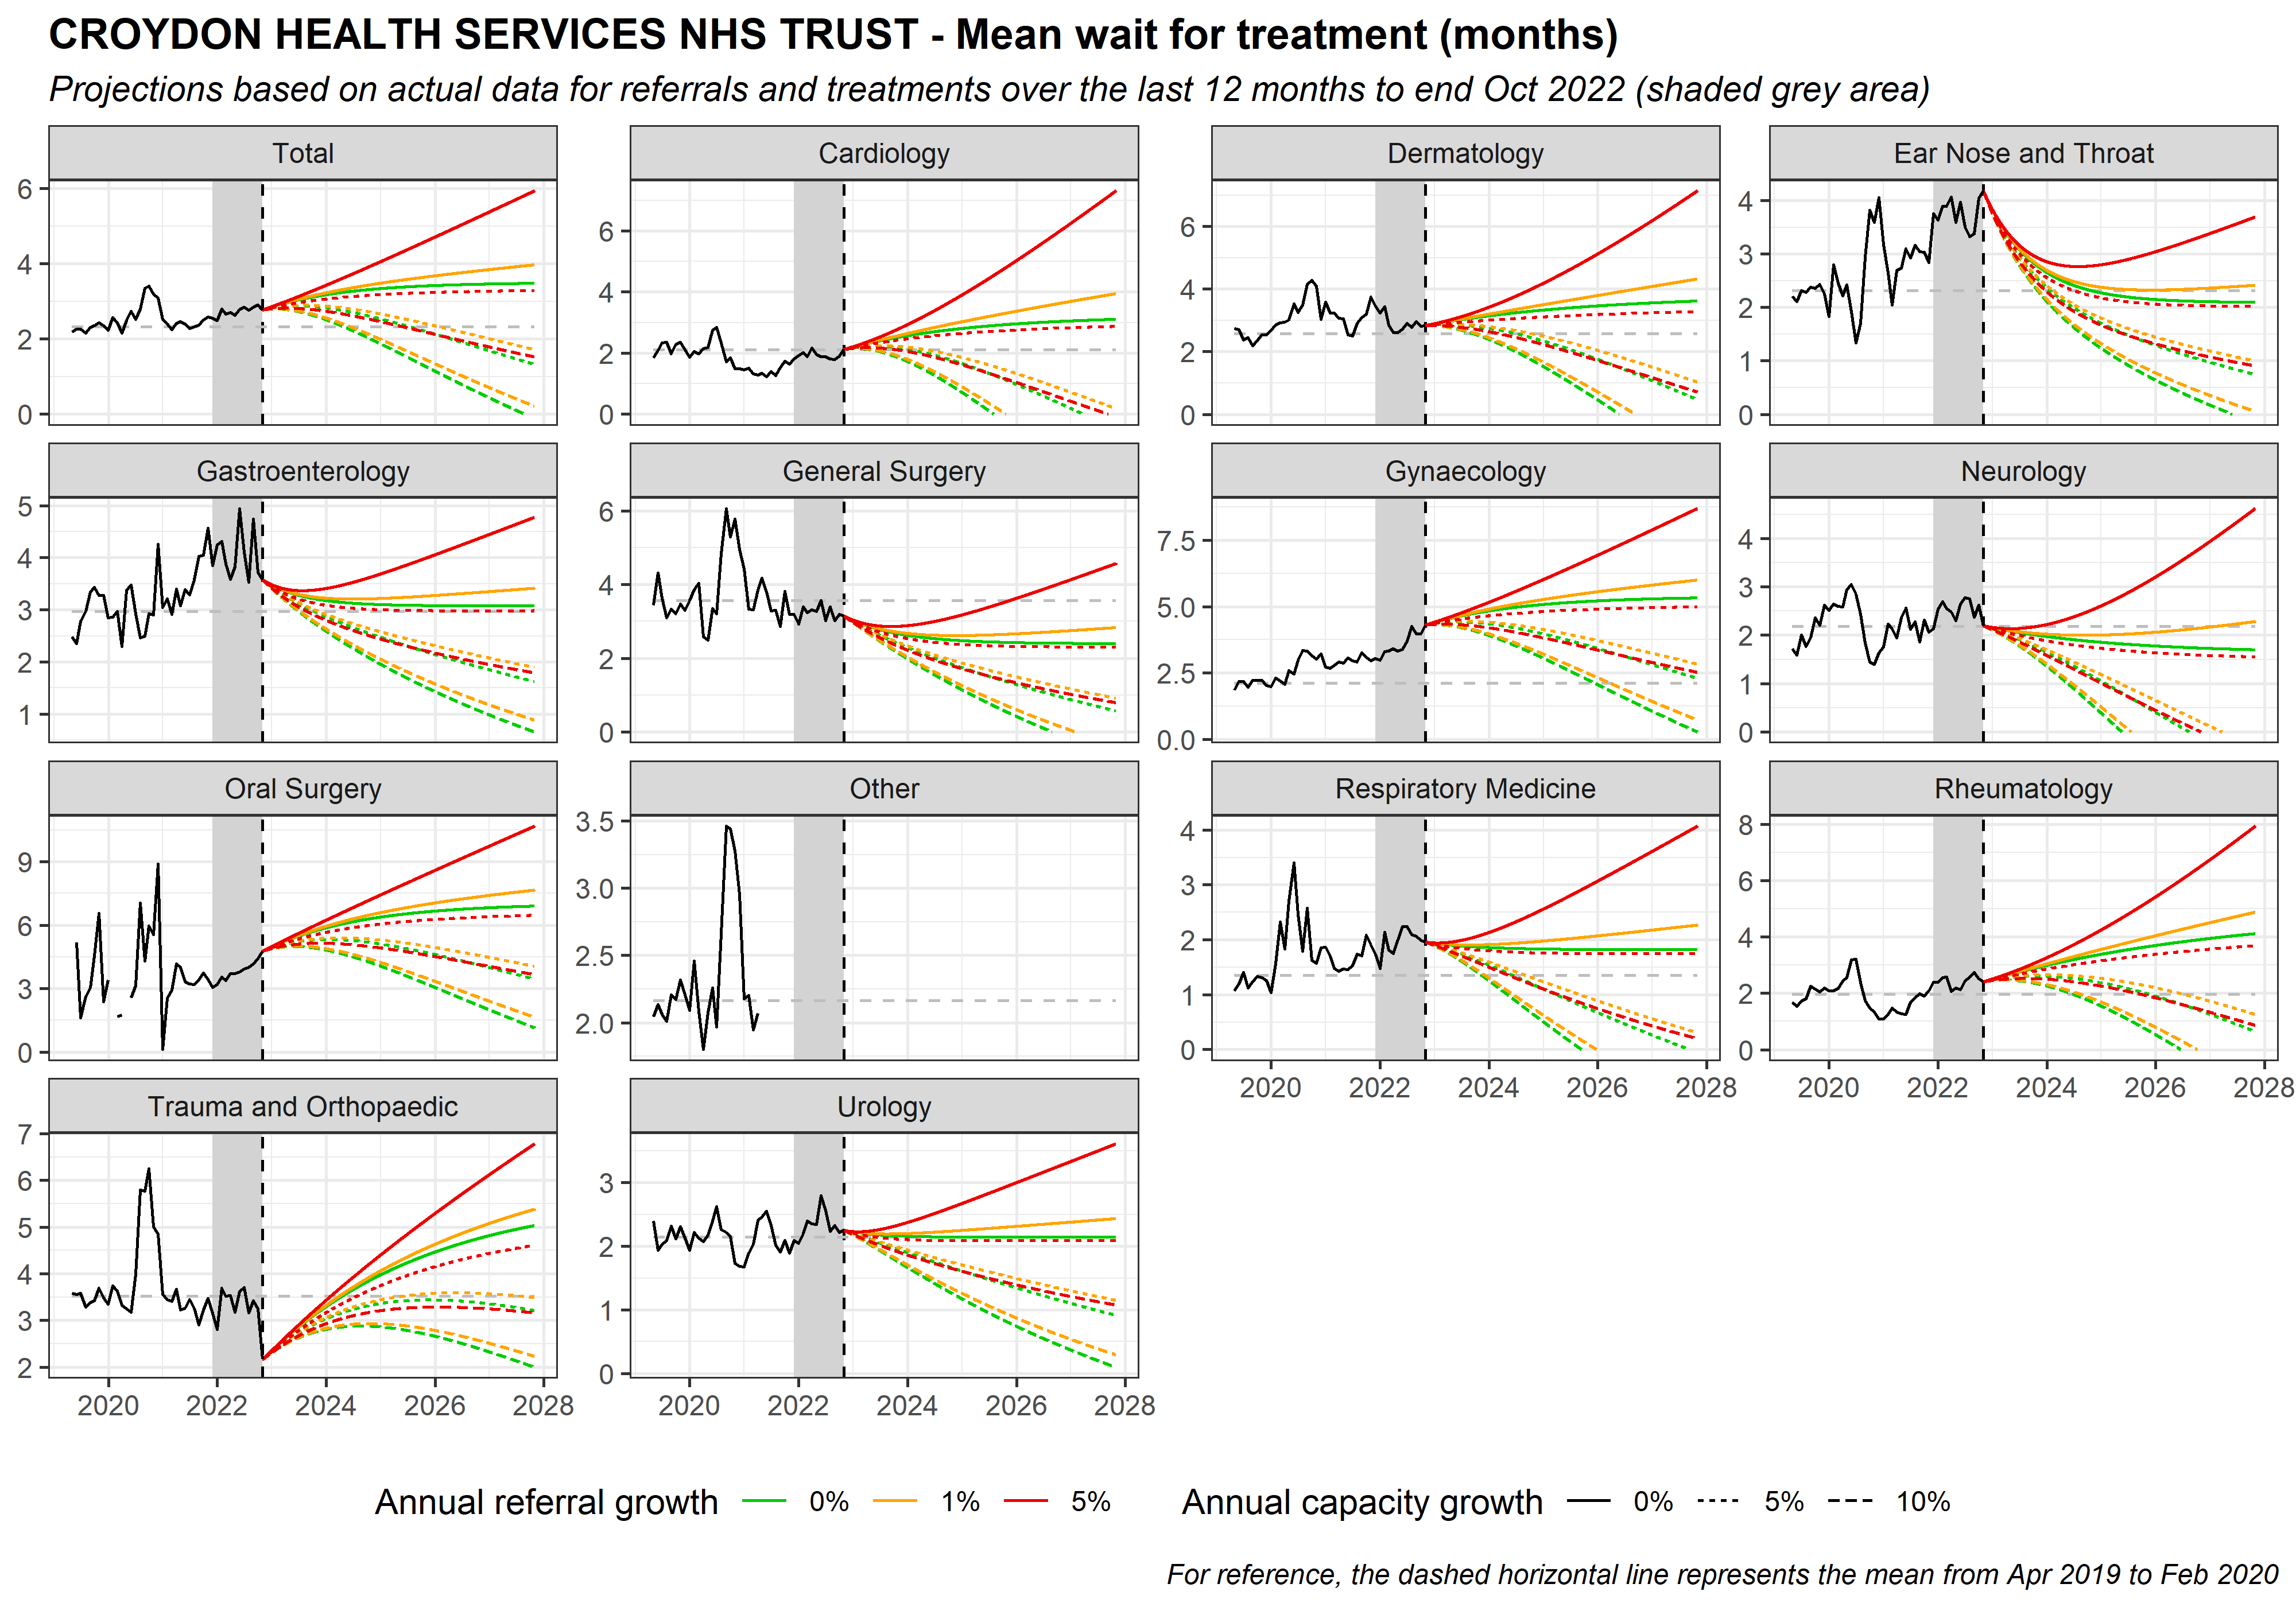 CROYDON HEALTH SERVICES NHS TRUST - Mean wait for treatment (months)
Projections based on actual data for referrals and treatments over the last 12 months to end Oct 2022 (shaded grey area)
Total Cardiology Dermatology Ear Nose and Throat
6 4 2 0
6 4 2 0
6 4 2 0
4 3 2 1 0
Gastroenterology General Surgery Gynaecology Neurology
5 4 3 2 1
6 4 2 0
7.5 5.0 2.5 0.0
4 3 2 1 0
Oral Surgery Other Respiratory Medicine Rheumatology
9 6 3 0
3.5 3.0 2.5 2.0
4 3 2 1 0
8 6 4 2 0
2020 2022 2024 2026 2028
2020 2022 2024 2026 2028
Trauma and Orthopaedic Urology
7 6 5 4 3 2
3 2 1 0
2020 2022 2024 2026 2028
2020 2022 2024 2026 2028
Annual referral growth 0% 1% 5% Annual capacity growth 0% 5% 10%
For reference, the dashed horizontal line represents the mean from Apr 2019 to Feb 2020